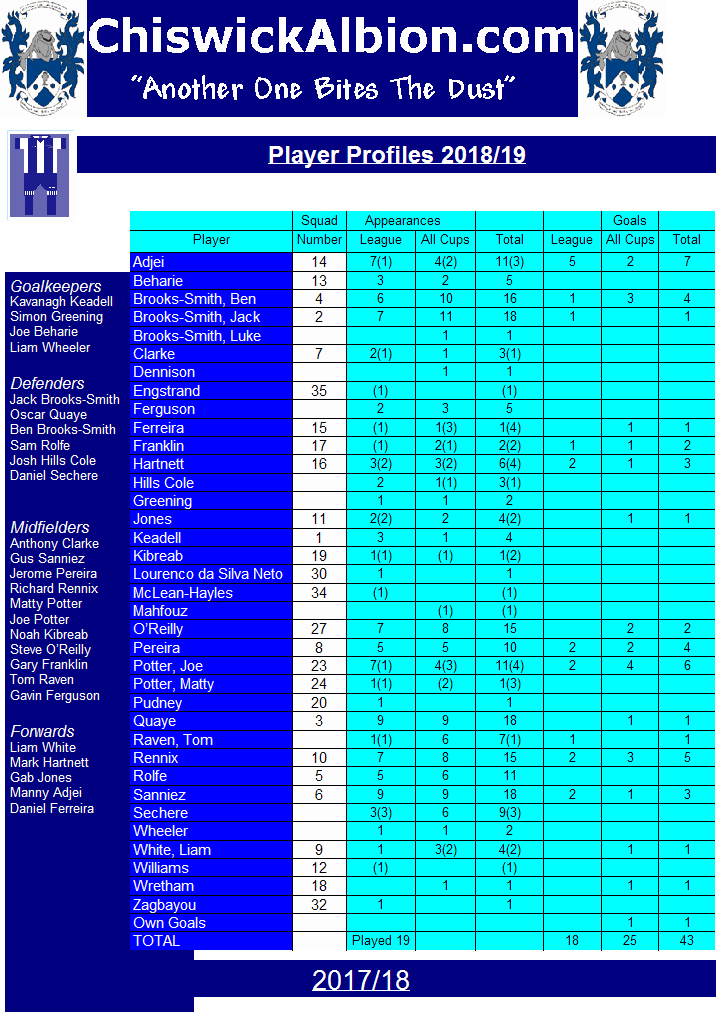 ChiswickAlbion.com
"Another One Bites The Dust"
Player Profiles 2018/19
Goalkeepers
Kavanagh Keadell
Simon Greening
Joe Beharie
Liam Wheeler
Defenders
Jack Brooks-Smith
Oscar Quaye
Ben Brooks-Smith
Sam Rolfe
Josh Hills Cole
Daniel Sechere
Midfielders
Anthony Clarke
Gus Sanniez
Jerome Pereira
Richard Rennix
Matty Potter
Joe Potter
Noah Kibreab
Steve O'Reilly
Gary Franklin
Tom Raven
Gavin Ferguson
Forwards
Liam White
Mark Hartnett
Gab Jones
Manny Adjei
Daniel Ferreira
Squad Appearances Goals
Player Number League All Cups Total League All Cups Total
Adjei 14 7(1) 4(2) 11(3) 5 2 7
Beharie 13 3 2 5
Brooks-Smith, Ben 4 6 10 16 1 3 4
Brooks-Smith, Jack 2 7 11 18 1 1
Brooks-Smith, Luke 1 1
Clarke 7 2(1) 1 3(1)
Dennison 1 1
Engstrand 35 (1) (1)
Ferguson 2 3 5
Ferreira 15 (1) 1(3) 1(4) 1 1
Franklin 17 (1) 2(1) 2(2) 1 1 2
Hartnett 16 3(2) 3(2) 6(4) 2 1 3
Hills Cole 2 1(1) 3(1)
Greening 1 1 2
Jones 11 2(2) 2 4(2) 1 1
Keadell 1 3 1 4
Kibreab 19 1(1) (1) 1(2)
Lourenco da Silva Neto 30 1 1
McLean-Hayles 34 (1) (1)
Mahfouz (1) (1)
O'Reilly 27 7 8 15 2 2
Pereira 8 5 5 10 2 2 4
Potter, Joe 23 7(1) 4(3) 11(4) 2 4 6
Potter, Matty 24 1(1) (2) 1(3)
Pudney 20 1 1
Quaye 3 9 9 18 1 1
Raven, Tom 1(1) 6 7(1) 1 1
Rennix 10 7 8 15 2 3 5
Rolfe 5 5 6 11
Sanniez 6 9 9 18 2 1 3
Sechere 3(3) 6 9(3)
Wheeler 1 1 2
White, Liam 9 1 3(2) 4(2) 1 1
Williams 12 (1) (1)
Wretham 18 1 1 1 1
Zagbayou 32 1 1
Own Goals 1 1
TOTAL Played 19 18 25 43
2017/18